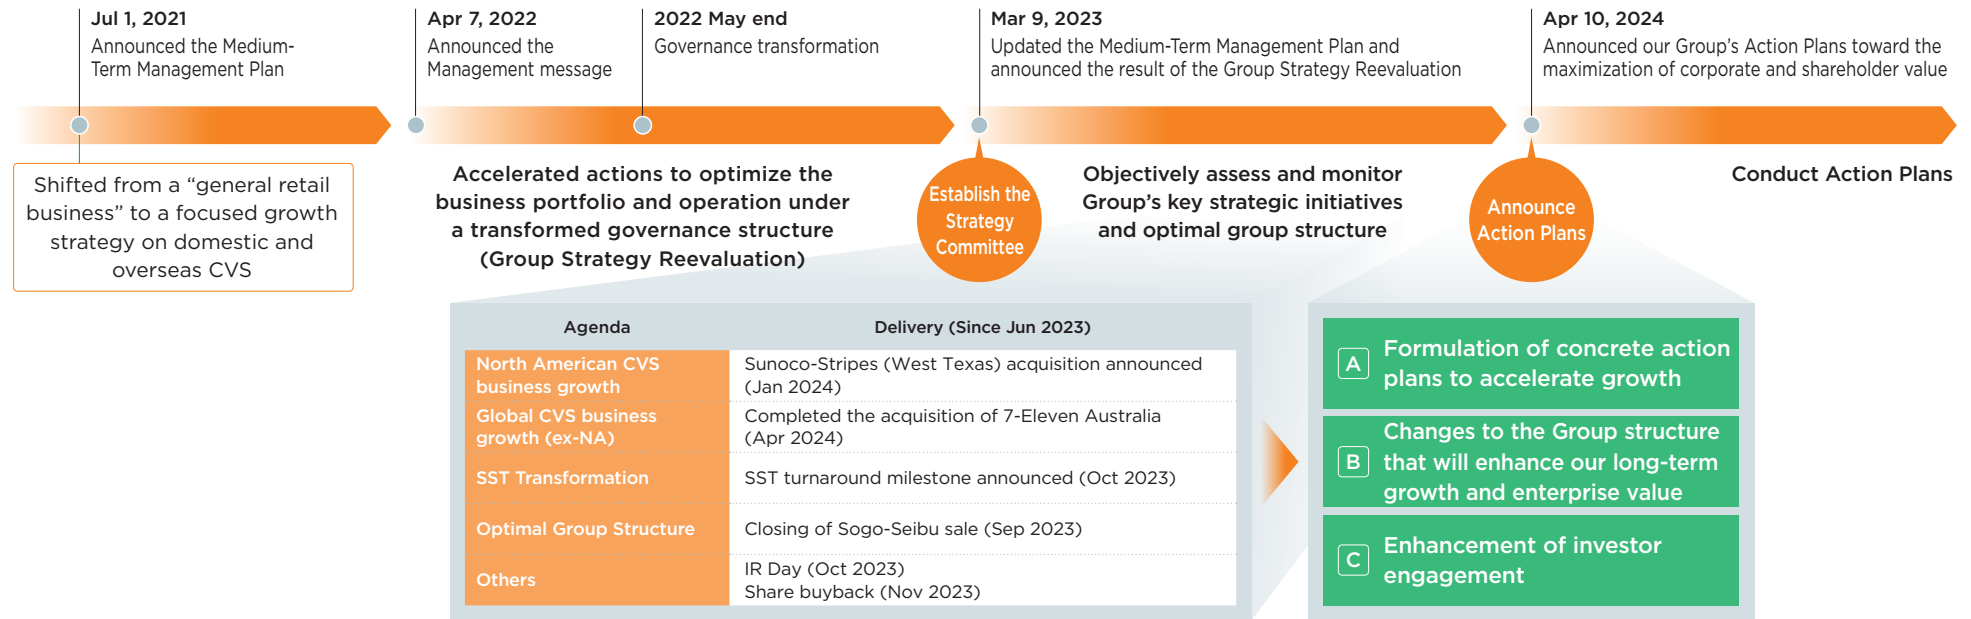 Jul 1, 2021
Announced the Medium-
Term Management Plan
Apr 7, 2022
Announced the
Management message
2022 May end
Governance transformation
Mar 9, 2023
Updated the Medium-Term Management Plan and
announced the result of the Group Strategy Reevaluation
Apr 10, 2024
Announced our Group's Action Plans toward the
maximization of corporate and shareholder value
Shifted from a “general retail
business” to a focused growth
strategy on domestic and
overseas CVS
Accelerated actions to optimize the
business portfolio and operation under
a transformed governance structure
(Group Strategy Reevaluation)
Establish the
Strategy
Committee
Objectively assess and monitor
Group's key strategic initiatives
and optimal group structure
Announce
Action Plans
Conduct Action Plans
Agenda
Delivery (Since Jun 2023)
North American CVS
business growth
Sunoco-Stripes (West Texas) acquisition announced
(Jan 2024)
Global CVS business
growth (ex-NA)
Completed the acquisition of 7-Eleven Australia
(Apr 2024)
SST Transformation
SST turnaround milestone announced (Oct 2023)
Optimal Group Structure
Closing of Sogo-Seibu sale (Sep 2023)
Others
IR Day (Oct 2023)
Share buyback (Nov 2023)
A
Formulation of concrete action
plans to accelerate growth
B
Changes to the Group structure
that will enhance our long-term
growth and enterprise value
C
Enhancement of investor
engagement